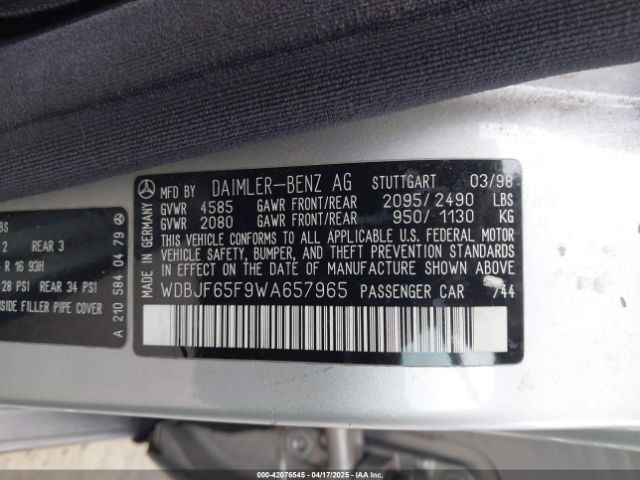 MFD BY DAIMLER-BENZ AG STUTTGART 03/98
GVWR 4585 GAWR FRONT/REAR 2095/2490 LBS
GVWR 2080 GAWR FRONT/REAR 950/1130 KG
THIS VEHICLE CONFORMS TO ALL APPLICABLE U.S. FEDERAL MOTOR
VEHICLE SAFETY, BUMPER, AND THEFT PREVENTION STANDARDS
IN EFFECT ON THE DATE OF MANUFACTURE SHOWN ABOVE.
WDBJF65F9WA657965 PASSENGER CAR /44
MADE IN GERMANY
BS
2 REAR 3
R 16 93H
28 PSI REAR 34 PSI
NSIDE FILLER PIPE COVER
A 210 584 04 79
000-42076545 - 04/17/2025 - IAAI.COM